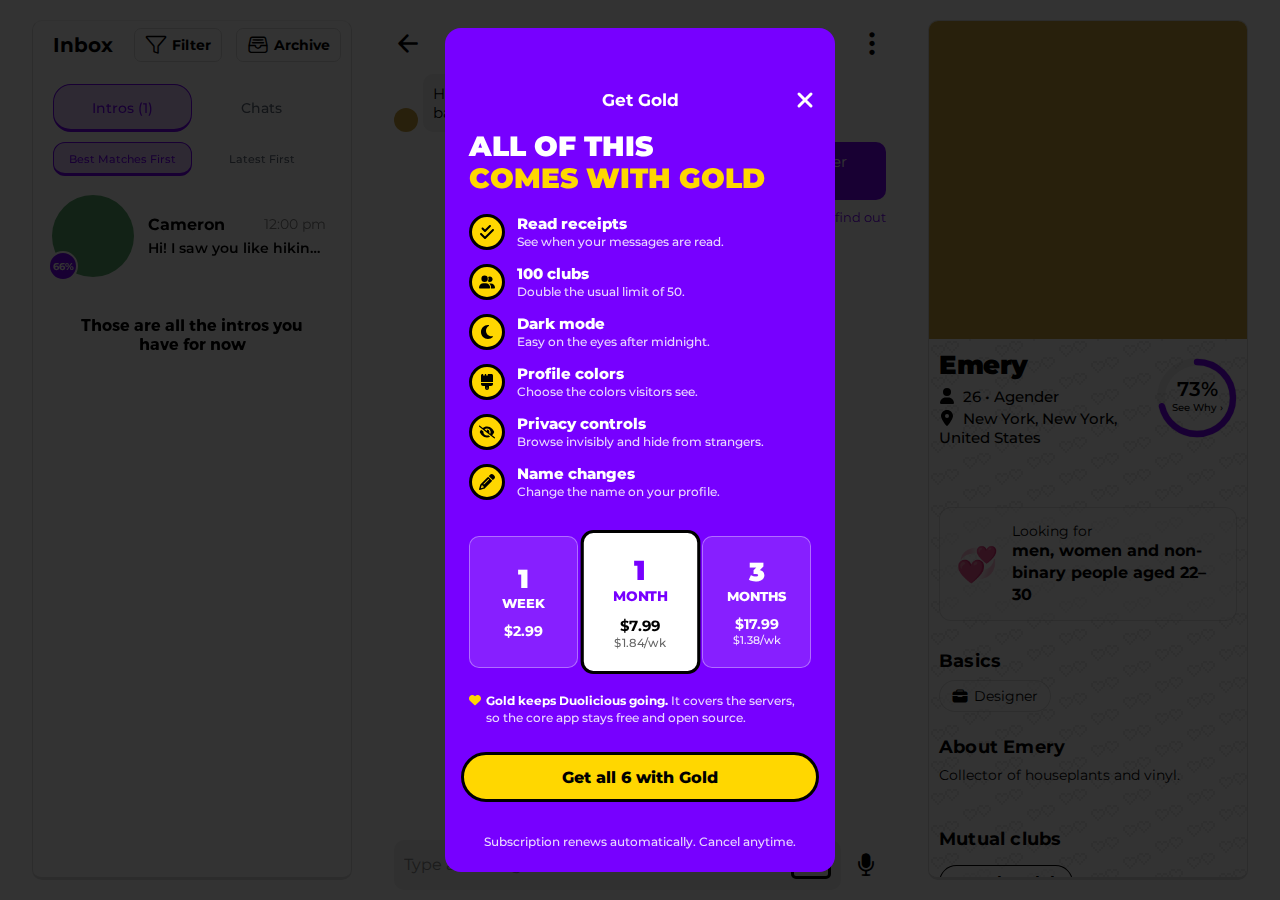 Inbox
Filter
Archive
Intros (1)
Chats
Best Matches First
Latest First
Cameron
12:00 pm
Hi! I saw you like hikin...
66%
Those are all the intros you
have for now
Get Gold
ALL OF THIS
COMES WITH GOLD
Read receipts
See when your messages are read.
100 clubs
Double the usual limit of 50.
Dark mode
Easy on the eyes after midnight.
Profile colors
Choose the colors visitors see.
Privacy controls
Browse invisibly and hide from strangers.
Name changes
Change the name on your profile.
1
WEEK
$2.99
1
MONTH
$7.99
$1.84/wk
3
MONTHS
$17.99
$1.38/wk
Gold keeps Duolicious going. It covers the servers,
so the core app stays free and open source.
Get all 6 with Gold
Subscription renews automatically. Cancel anytime.
find out
Type
Emery
26 • Agender
New York, New York,
United States
73%
See Why ›
Looking for
men, women and non-
binary people aged 22–
30
Basics
Designer
About Emery
Collector of houseplants and vinyl.
Mutual clubs